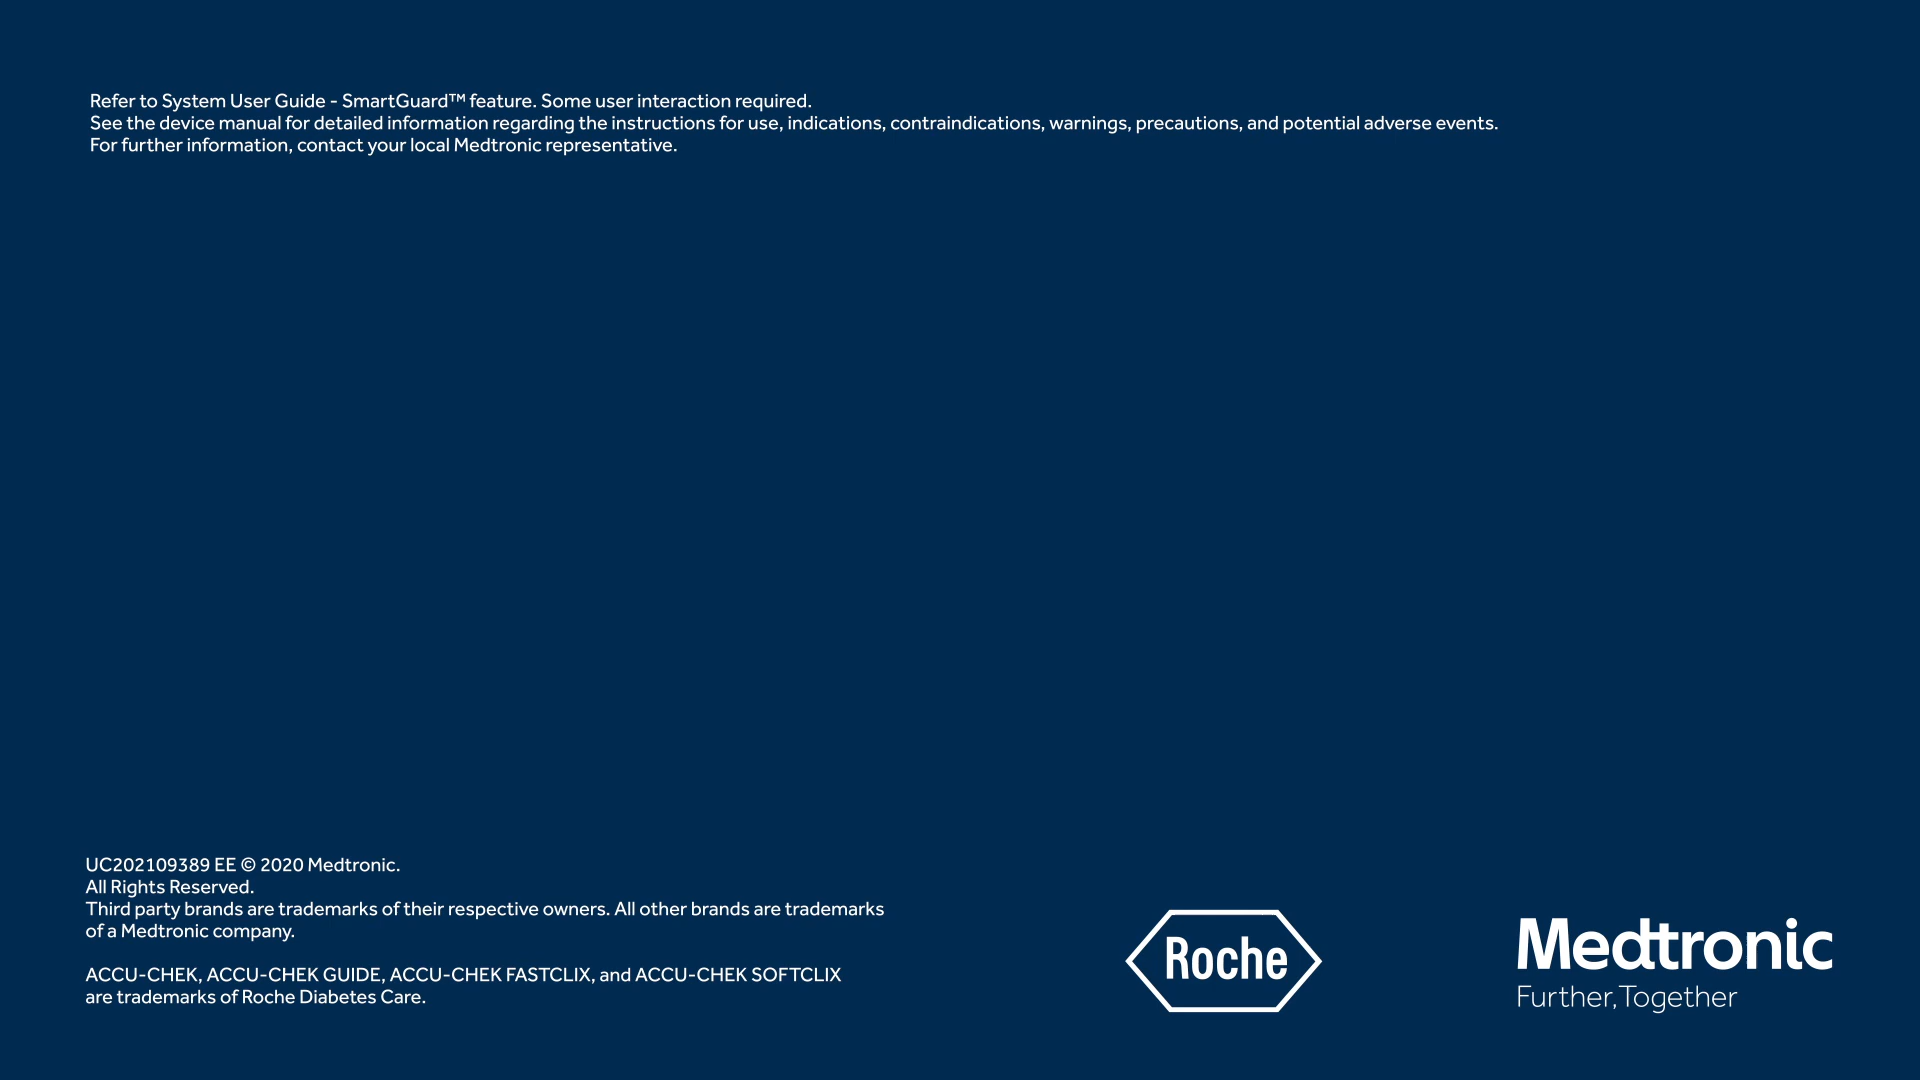 Refer to System User Guide - SmartGuard™ feature. Some user interaction required.
See the device manual for detailed information regarding the instructions for use, indications, contraindications, warnings, precautions, and potential adverse events.
For further information, contact your local Medtronic representative.
UC202109389 EE © 2020 Medtronic.
All Rights Reserved.
Third party brands are trademarks of their respective owners. All other brands are trademarks
of a Medtronic company.
ACCU-CHEK, ACCU-CHEK GUIDE, ACCU-CHEK FASTCLIX, and ACCU-CHEK SOFTCLIX
are trademarks of Roche Diabetes Care.
Roche
Medtronic
Further, Together